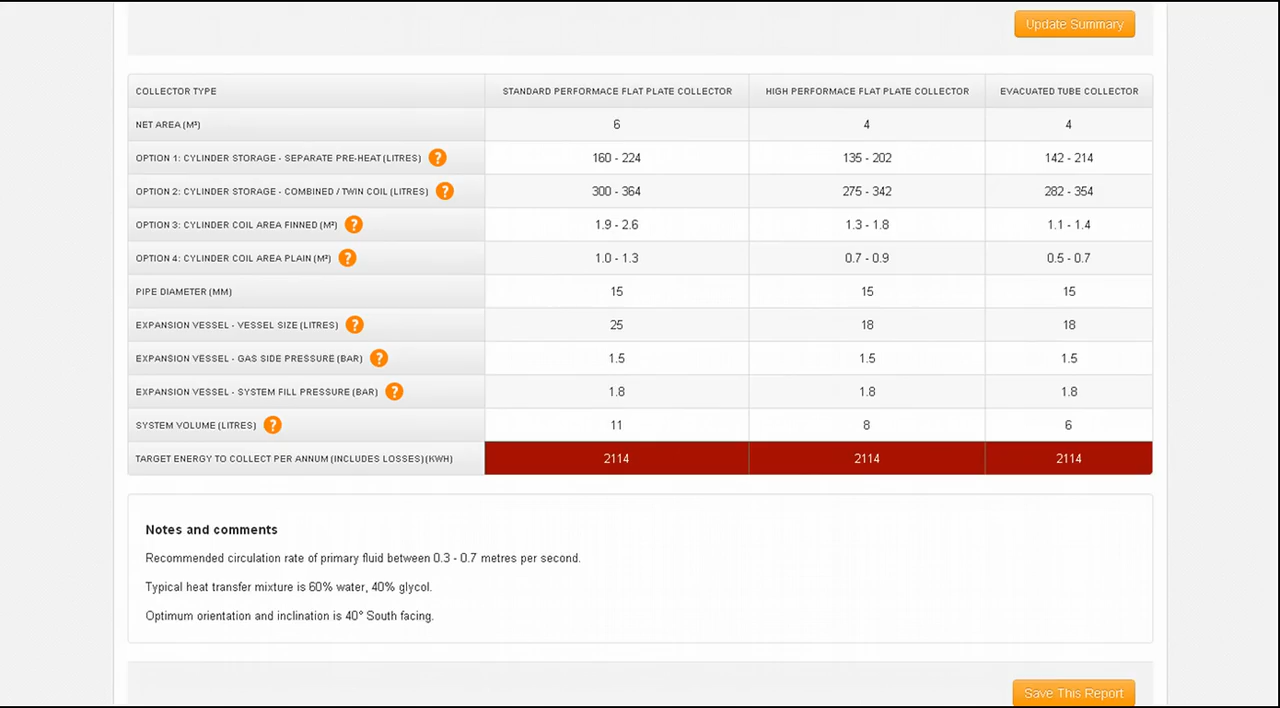 Update Summary
COLLECTOR TYPE STANDARD PERFORMACE FLAT PLATE COLLECTOR HIGH PERFORMACE FLAT PLATE COLLECTOR EVACUATED TUBE COLLECTOR
NET AREA (M²) 6 4 4
OPTION 1: CYLINDER STORAGE - SEPARATE PRE-HEAT (LITRES) ? 160 - 224 135 - 202 142 - 214
OPTION 2: CYLINDER STORAGE - COMBINED / TWIN COIL (LITRES) ? 300 - 364 275 - 342 282 - 354
OPTION 3: CYLINDER COIL AREA FINNED (M²) ? 1.9 - 2.6 1.3 - 1.8 1.1 - 1.4
OPTION 4: CYLINDER COIL AREA PLAIN (M²) ? 1.0 - 1.3 0.7 - 0.9 0.5 - 0.7
PIPE DIAMETER (MM) 15 15 15
EXPANSION VESSEL - VESSEL SIZE (LITRES) ? 25 18 18
EXPANSION VESSEL - GAS SIDE PRESSURE (BAR) ? 1.5 1.5 1.5
EXPANSION VESSEL - SYSTEM FILL PRESSURE (BAR) ? 1.8 1.8 1.8
SYSTEM VOLUME (LITRES) ? 11 8 6
TARGET ENERGY TO COLLECT PER ANNUM (INCLUDES LOSSES) (KWH) 2114 2114 2114
Notes and comments
Recommended circulation rate of primary fluid between 0.3 - 0.7 metres per second.
Typical heat transfer mixture is 60% water, 40% glycol.
Optimum orientation and inclination is 40° South facing.
Save This Report